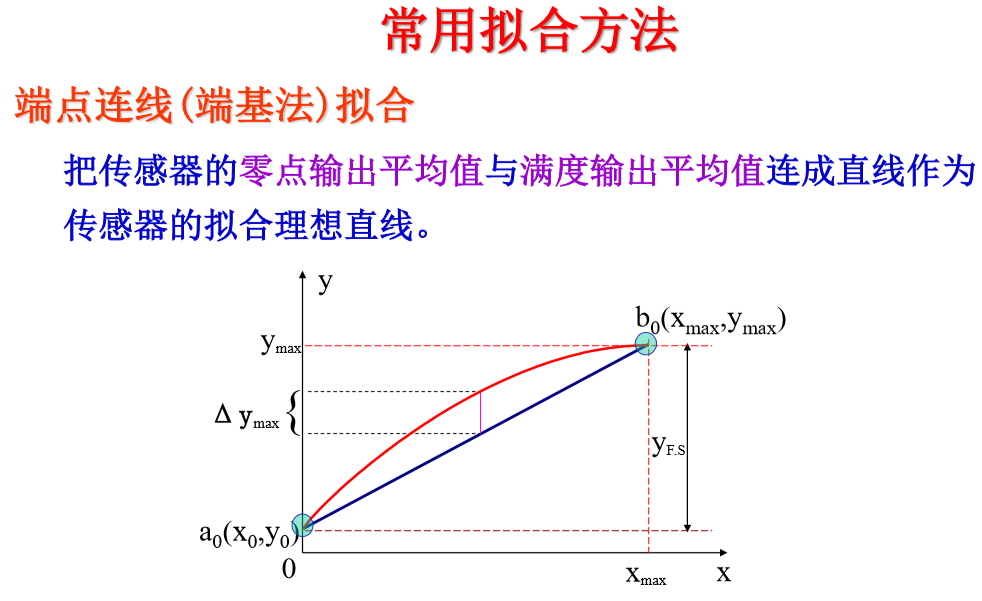 常用拟合方法
端点连线(端基法)拟合
把传感器的零点输出平均值与满度输出平均值连成直线作为
传感器的拟合理想直线。
y
b0(xmax,ymax)
ymax
Δymax{
yF.S
a0(x0,y0)
0
xmax
x